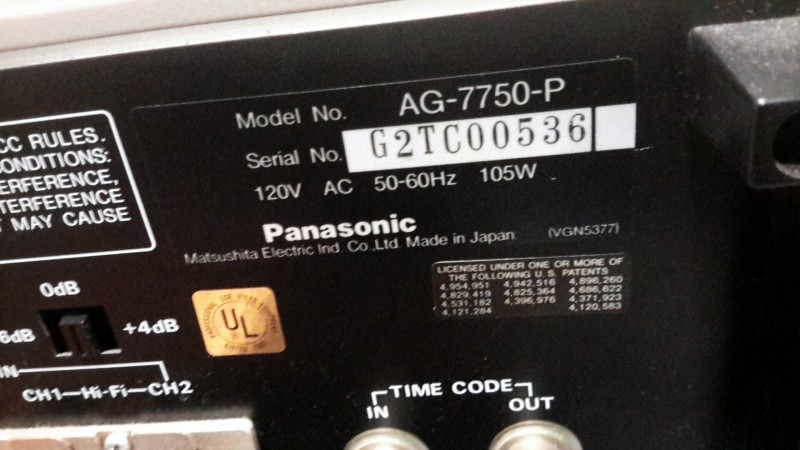 CC RULES.
CONDITIONS:
ERFERENCE,
TERFERENCE
MAY CAUSE
Model No. AG-7750-P
Serial No. G2TC00536
120V AC 50-60Hz 105W
Panasonic
Matsushita Electric Ind. Co.,Ltd. Made in Japan (VGN5377)
LICENSED UNDER ONE OR MORE OF
THE FOLLOWING U.S. PATENTS
4,954,951 4,942,516 4,896,260
4,829,419 4,825,364 4,686,622
4,531,182 4,396,976 4,371,923
4,121,284 4,120,583
0dB
6dB +4dB
UL
IN
CH1—Hi-Fi—CH2
TIME CODE
IN OUT